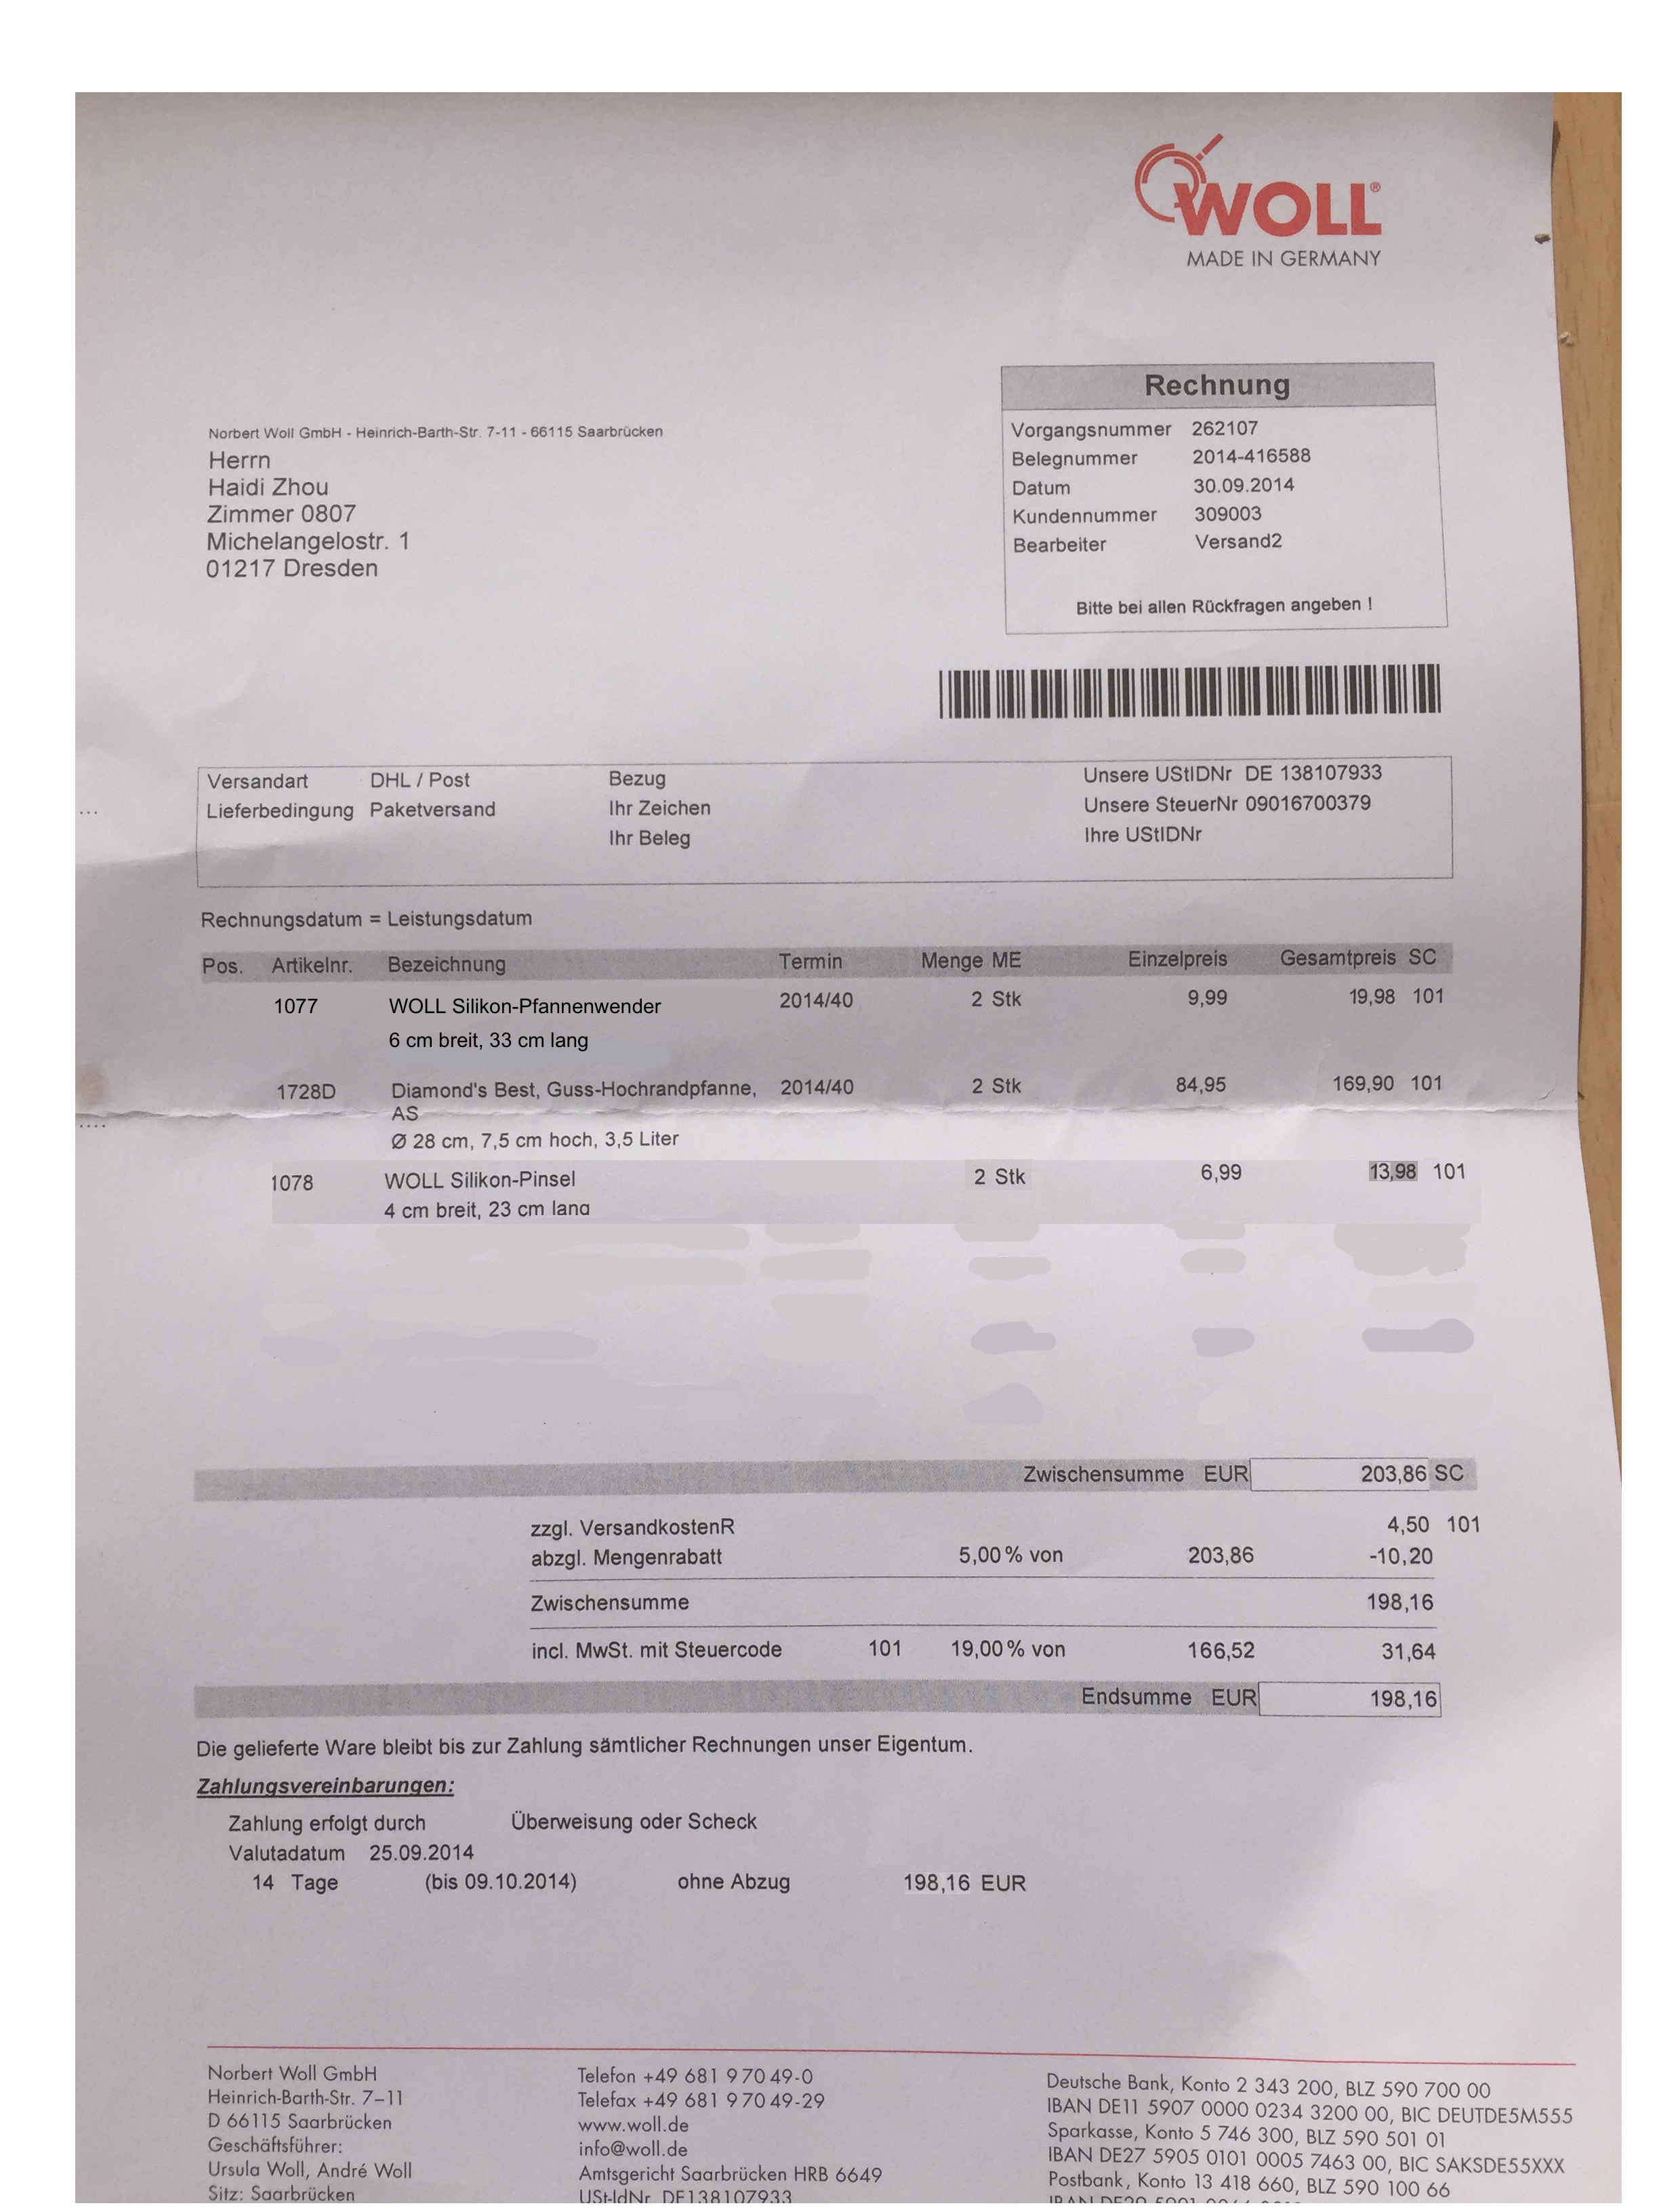 WOLL®
MADE IN GERMANY
Rechnung
Vorgangsnummer 262107
Belegnummer 2014-416588
Datum 30.09.2014
Kundennummer 309003
Bearbeiter Versand2
Bitte bei allen Rückfragen angeben !
Norbert Woll GmbH - Heinrich-Barth-Str. 7-11 - 66115 Saarbrücken
Herrn
Haidi Zhou
Zimmer 0807
Michelangelostr. 1
01217 Dresden
Versandart DHL / Post Bezug Unsere UStIDNr DE 138107933
Lieferbedingung Paketversand Ihr Zeichen Unsere SteuerNr 09016700379
Ihr Beleg Ihre UStIDNr
Rechnungsdatum = Leistungsdatum
Pos. Artikelnr. Bezeichnung Termin Menge ME Einzelpreis Gesamtpreis SC
1077 WOLL Silikon-Pfannenwender 2014/40 2 Stk 9,99 19,98 101
6 cm breit, 33 cm lang
1728D Diamond's Best, Guss-Hochrandpfanne, 2014/40 2 Stk 84,95 169,90 101
AS
Ø 28 cm, 7,5 cm hoch, 3,5 Liter
1078 WOLL Silikon-Pinsel 2 Stk 6,99 13,98 101
4 cm breit, 23 cm lang
Zwischensumme EUR 203,86 SC
zzgl. VersandkostenR 4,50 101
abzgl. Mengenrabatt 5,00 % von 203,86 -10,20
Zwischensumme 198,16
incl. MwSt. mit Steuercode 101 19,00 % von 166,52 31,64
Endsumme EUR 198,16
Die gelieferte Ware bleibt bis zur Zahlung sämtlicher Rechnungen unser Eigentum.
Zahlungsvereinbarungen:
Zahlung erfolgt durch Überweisung oder Scheck
Valutadatum 25.09.2014
14 Tage (bis 09.10.2014) ohne Abzug 198,16 EUR
Norbert Woll GmbH
Heinrich-Barth-Str. 7–11
D 66115 Saarbrücken
Geschäftsführer:
Ursula Woll, André Woll
Sitz: Saarbrücken
Telefon +49 681 9 70 49-0
Telefax +49 681 9 70 49-29
www.woll.de
info@woll.de
Amtsgericht Saarbrücken HRB 6649
USt-IdNr. DE138107933
Deutsche Bank, Konto 2 343 200, BLZ 590 700 00
IBAN DE11 5907 0000 0234 3200 00, BIC DEUTDE5M555
Sparkasse, Konto 5 746 300, BLZ 590 501 01
IBAN DE27 5905 0101 0005 7463 00, BIC SAKSDE55XXX
Postbank, Konto 13 418 660, BLZ 590 100 66